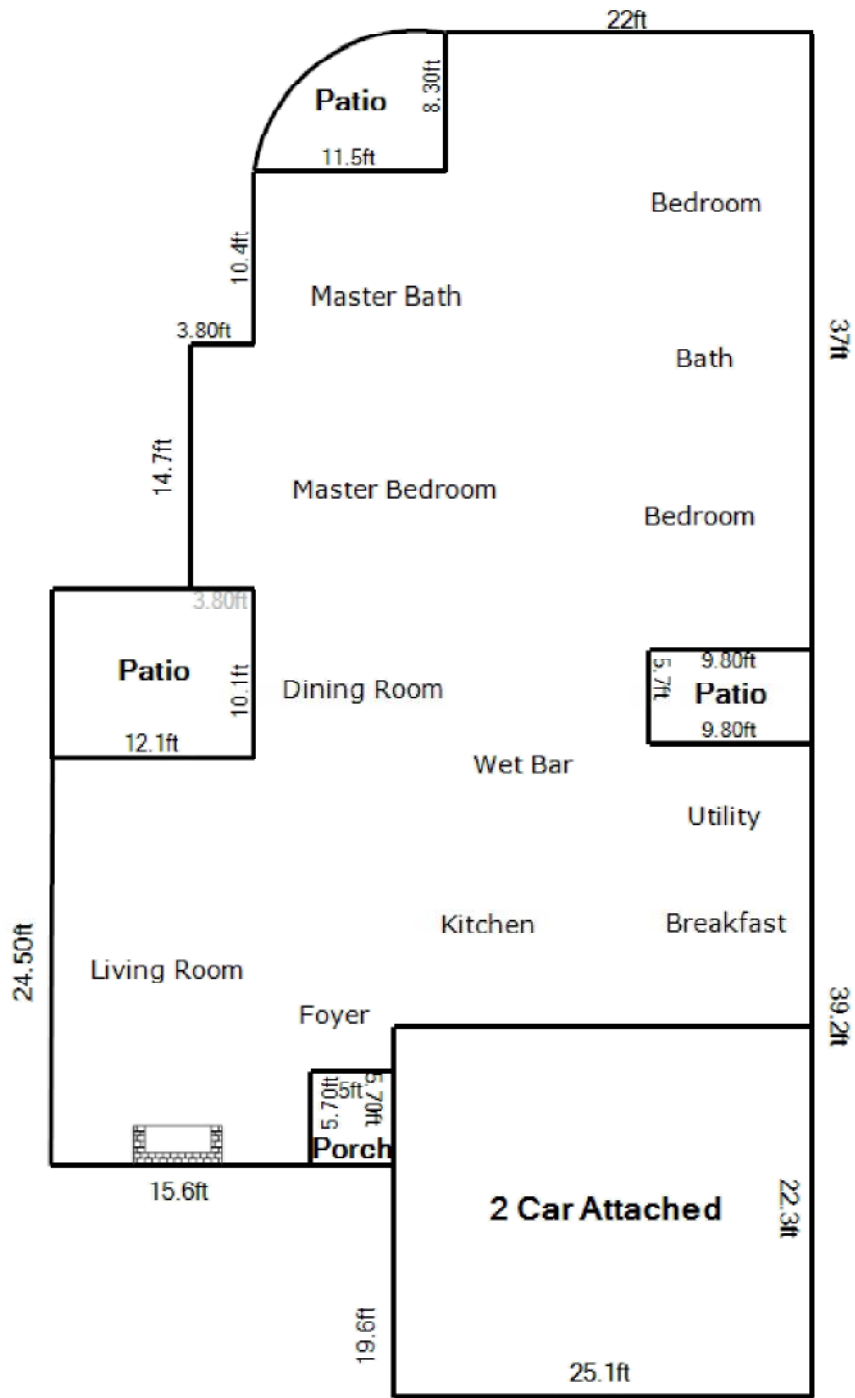 22ft
8.30ft
Patio
11.5ft
Bedroom
10.4ft
Master Bath
3.80ft
37ft
Bath
14.7ft
Master Bedroom
Bedroom
3.80ft
Patio
10.1ft
12.1ft
Dining Room
9.80ft
5.7ft
Patio
9.80ft
Wet Bar
Utility
Kitchen
Breakfast
24.50ft
Living Room
Foyer
39.2ft
5.70ft
5ft
5.70ft
Porch
15.6ft
2 Car Attached
22.3ft
19.6ft
25.1ft